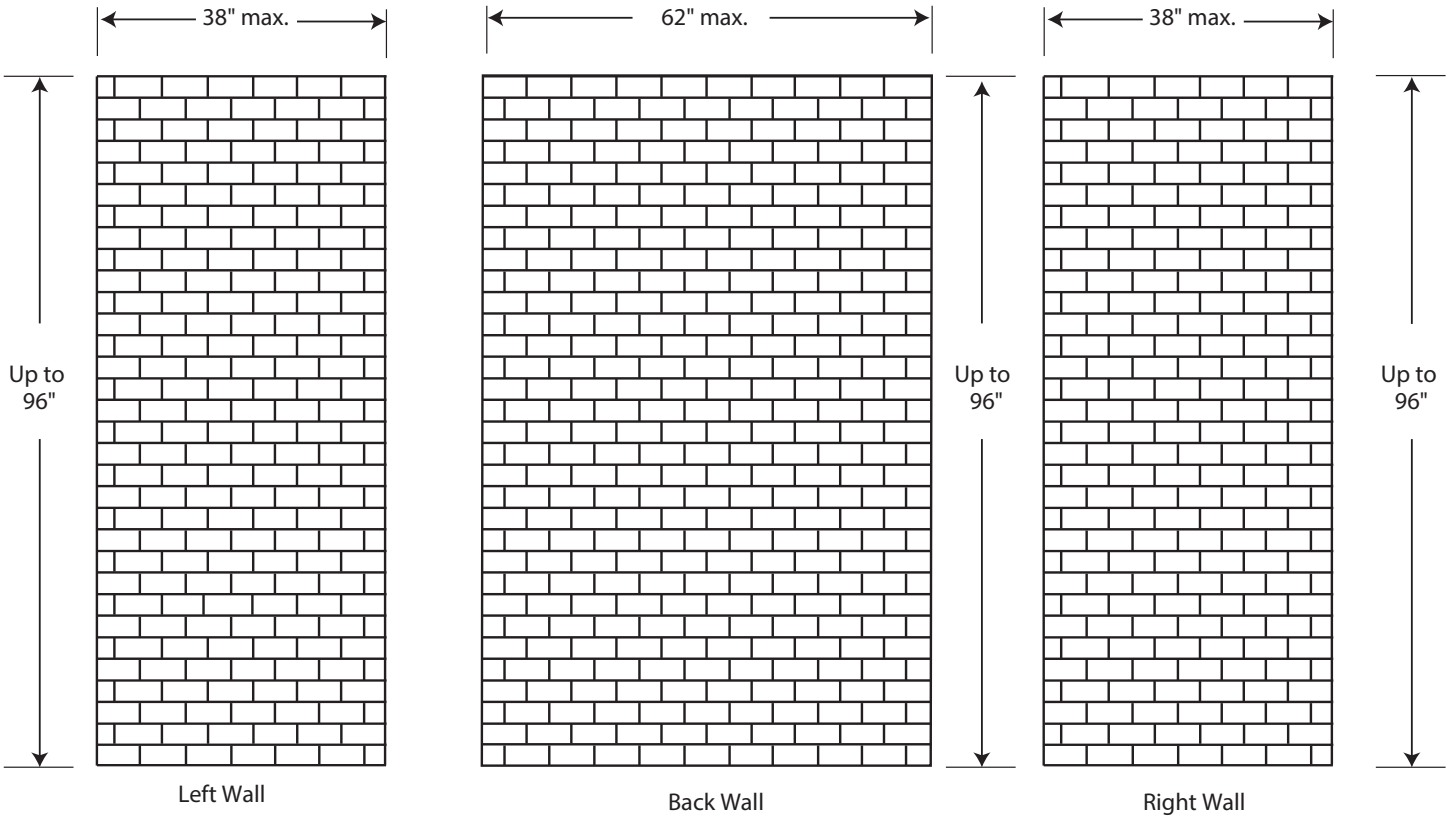 38" max.
62" max.
38" max.
Up to
96"
Up to
96"
Up to
96"
Left Wall
Back Wall
Right Wall